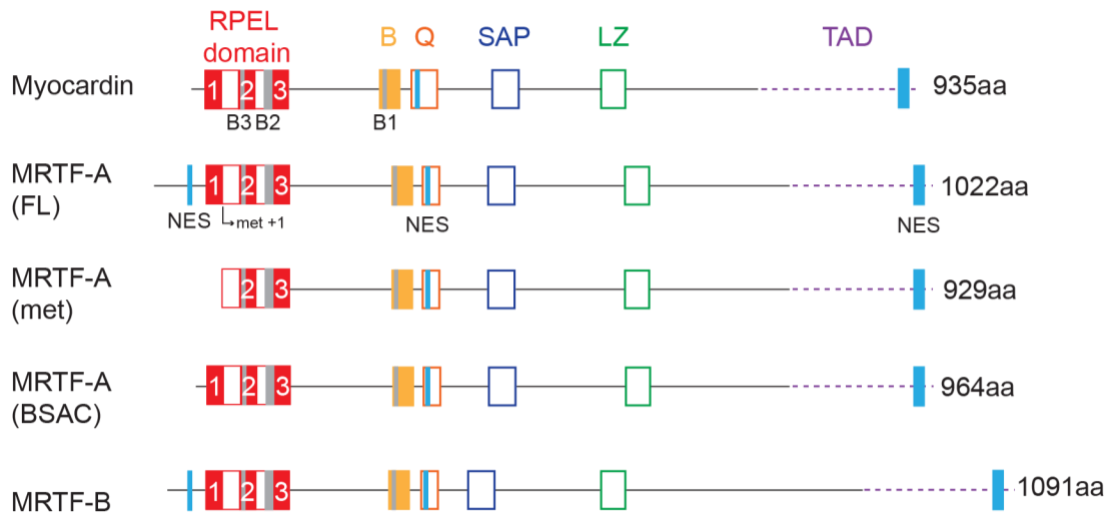 RPEL
domain
B Q SAP LZ TAD
Myocardin 1 2 3 935aa
B3 B2 B1
MRTF-A
(FL) 1 2 3 1022aa
NES met +1 NES NES
MRTF-A
(met) 2 3 929aa
MRTF-A
(BSAC) 1 2 3 964aa
MRTF-B 1 2 3 1091aa